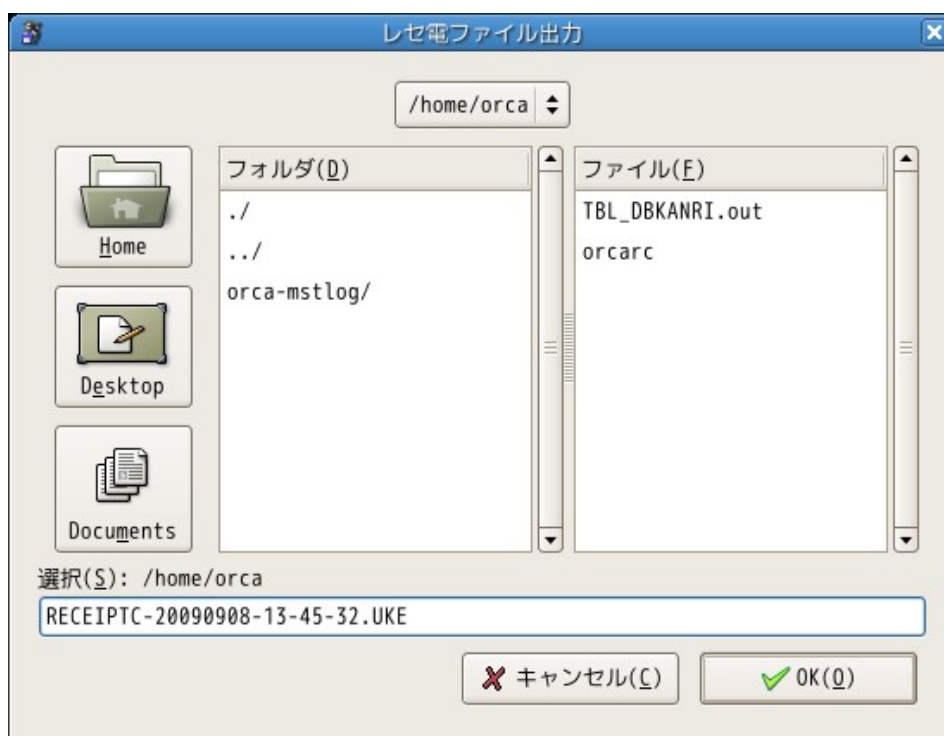 レセ電ファイル出力
/home/orca
Home
Desktop
Documents
フォルダ(D)
./
../
orca-mstlog/
ファイル(F)
TBL_DBKANRI.out
orcarc
選択(S): /home/orca
RECEIPTC-20090908-13-45-32.UKE
キャンセル(C)
OK(O)